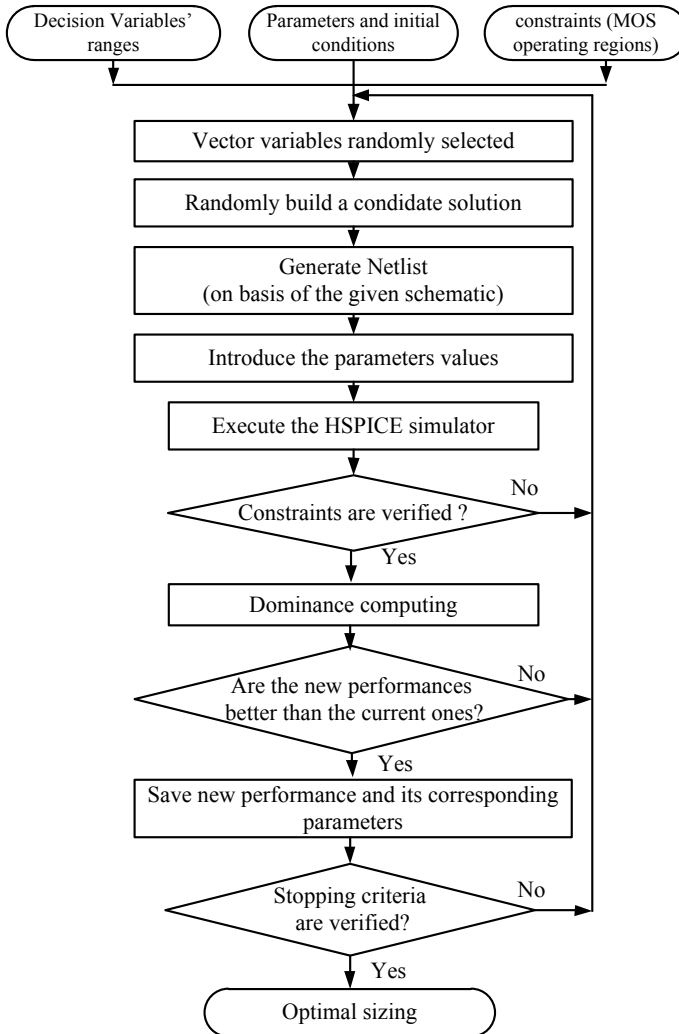 Decision Variables’
ranges
Parameters and initial
conditions
constraints (MOS
operating regions)
Vector variables randomly selected
Randomly build a candidate solution
Generate Netlist
(on basis of the given schematic)
Introduce the parameters values
Execute the HSPICE simulator
No
Constraints are verified ?
Yes
Dominance computing
No
Are the new performances
better than the current ones?
Yes
Save new performance and its corresponding
parameters
No
Stopping criteria
are verified?
Yes
Optimal sizing